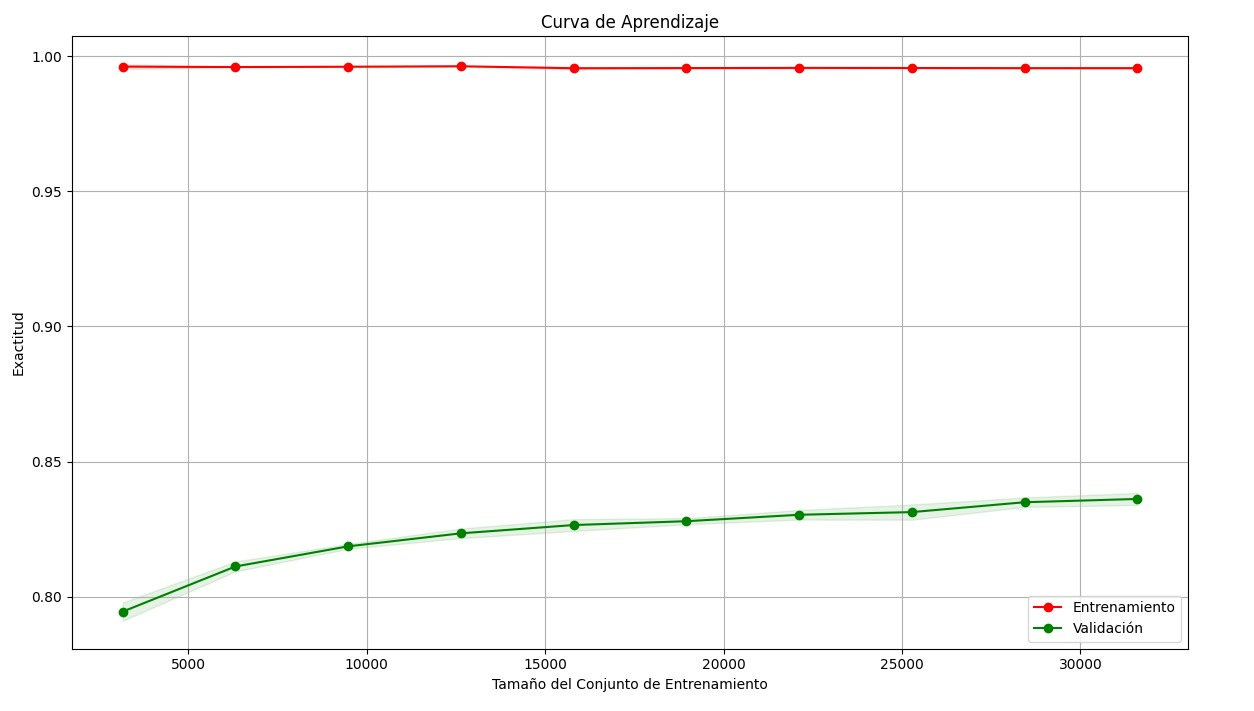 Curva de Aprendizaje
1.00
0.95
0.90
0.85
0.80
Exactitud
5000
10000
15000
20000
25000
30000
Tamaño del Conjunto de Entrenamiento
Entrenamiento
Validación